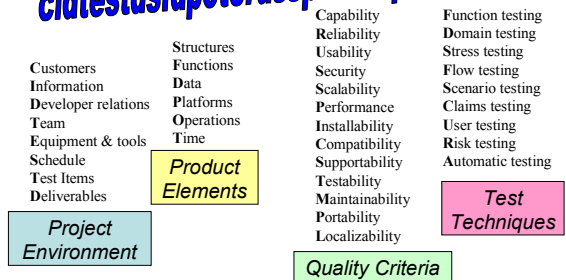 Customers
Information
Developer relations
Team
Equipment & tools
Schedule
Test Items
Deliverables
Project
Environment
Structures
Functions
Data
Platforms
Operations
Time
Product
Elements
Capability
Reliability
Usability
Security
Scalability
Performance
Installability
Compatibility
Supportability
Testability
Maintainability
Portability
Localizability
Quality Criteria
Function testing
Domain testing
Stress testing
Flow testing
Scenario testing
Claims testing
User testing
Risk testing
Automatic testing
Test
Techniques